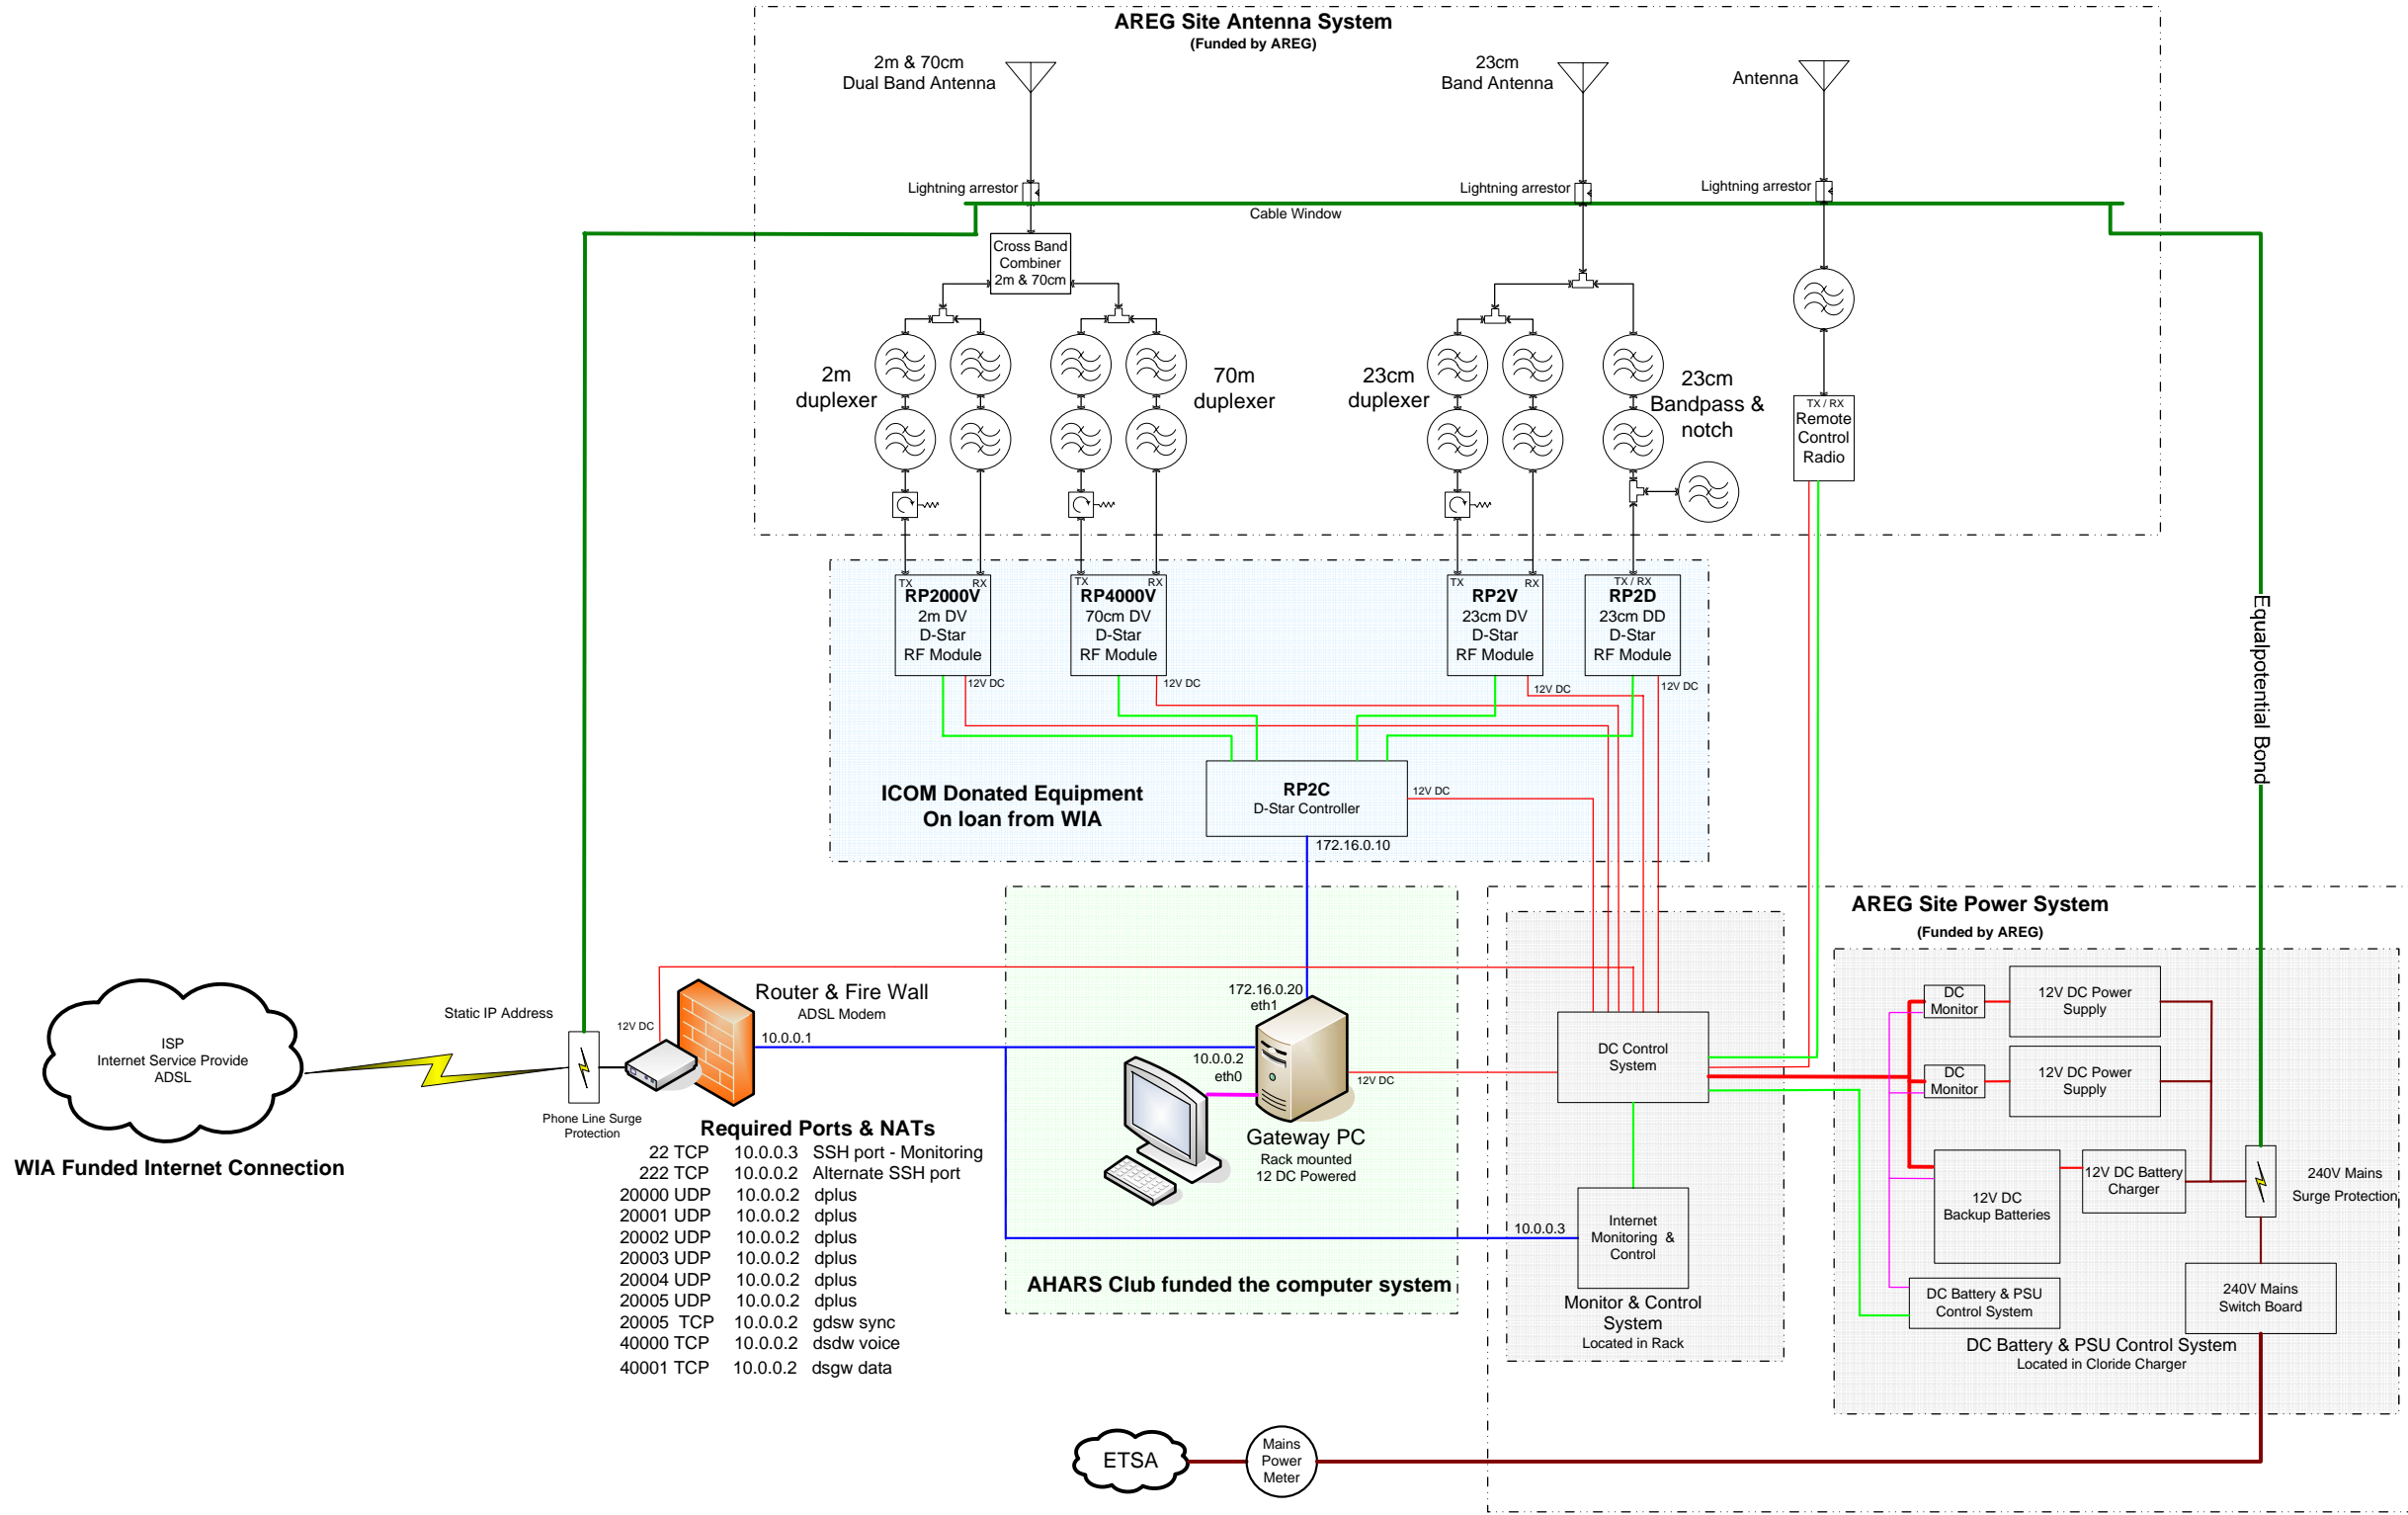 AREG Site Antenna System
(Funded by AREG)
2m & 70cm
Dual Band Antenna
23cm
Band Antenna
Antenna
Lightning arrestor
Lightning arrestor
Lightning arrestor
Cable Window
Cross Band
Combiner
2m & 70cm
2m
duplexer
70m
duplexer
23cm
duplexer
23cm
Bandpass &
notch
TX / RX
Remote
Control
Radio
TX RX
RP2000V
2m DV
D-Star
RF Module
12V DC
TX RX
RP4000V
70cm DV
D-Star
RF Module
12V DC
TX RX
RP2V
23cm DV
D-Star
RF Module
12V DC
TX / RX
RP2D
23cm DD
D-Star
RF Module
12V DC
Equalpotential Bond
ICOM Donated Equipment
On loan from WIA
RP2C
D-Star Controller
12V DC
172.16.0.10
AREG Site Power System
(Funded by AREG)
ISP
Internet Service Provide
ADSL
WIA Funded Internet Connection
Static IP Address
Phone Line Surge
Protection
12V DC
Router & Fire Wall
ADSL Modem
10.0.0.1
Required Ports & NATs
22 TCP 10.0.0.3 SSH port - Monitoring
222 TCP 10.0.0.2 Alternate SSH port
20000 UDP 10.0.0.2 dplus
20001 UDP 10.0.0.2 dplus
20002 UDP 10.0.0.2 dplus
20003 UDP 10.0.0.2 dplus
20004 UDP 10.0.0.2 dplus
20005 UDP 10.0.0.2 dplus
20005 TCP 10.0.0.2 gdsw sync
40000 TCP 10.0.0.2 dsdw voice
40001 TCP 10.0.0.2 dsgw data
172.16.0.20
eth1
10.0.0.2
eth0
12V DC
Gateway PC
Rack mounted
12 DC Powered
AHARS Club funded the computer system
DC Control
System
10.0.0.3
Internet
Monitoring &
Control
Monitor & Control
System
Located in Rack
DC
Monitor
12V DC Power
Supply
DC
Monitor
12V DC Power
Supply
12V DC
Backup Batteries
12V DC Battery
Charger
240V Mains
Surge Protection
DC Battery & PSU
Control System
240V Mains
Switch Board
DC Battery & PSU Control System
Located in Cloride Charger
ETSA
Mains
Power
Meter